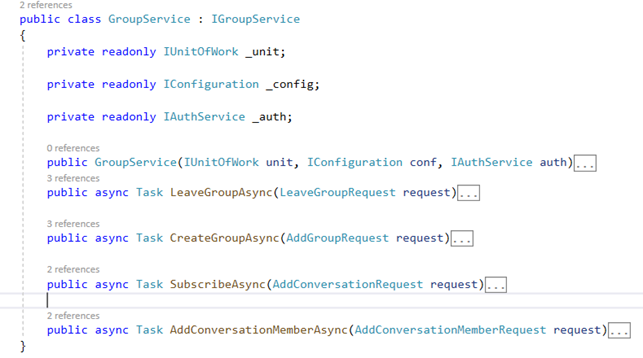 2 references
public class GroupService : IGroupService
{
private readonly IUnitOfWork _unit;
private readonly IConfiguration _config;
private readonly IAuthService _auth;
0 references
public GroupService(IUnitOfWork unit, IConfiguration conf, IAuthService auth)...
3 references
public async Task LeaveGroupAsync(LeaveGroupRequest request)...
3 references
public async Task CreateGroupAsync(AddGroupRequest request)...
2 references
public async Task SubscribeAsync(AddConversationRequest request)...
2 references
public async Task AddConversationMemberAsync(AddConversationMemberRequest request)...
}